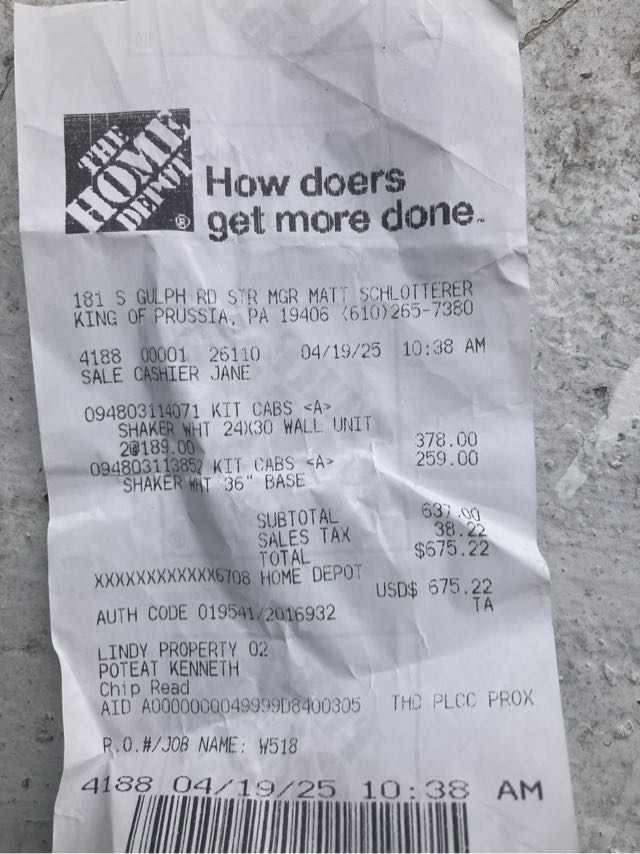 THE
HOME
DEPOT
®
How doers
get more done™
181 S GULPH RD STR MGR MATT SCHLOTTERER
KING OF PRUSSIA, PA 19406 (610)265-7380
4188 00001 26110 04/19/25 10:38 AM
SALE CASHIER JANE
094803114071 KIT CABS <A>
SHAKER WHT 24X30 WALL UNIT
2@189.00 378.00
094803113852 KIT CABS <A> 259.00
SHAKER WHT 36" BASE
SUBTOTAL 637.00
SALES TAX 38.22
TOTAL $675.22
XXXXXXXXXXXX6708 HOME DEPOT
USD$ 675.22
AUTH CODE 019541/2016932 TA
LINDY PROPERTY 02
POTEAT KENNETH
Chip Read
AID A0000000049999D8400305 THD PLCC PROX
P.O.#/JOB NAME: W518
4188 04/19/25 10:38 AM